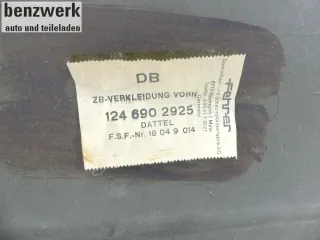 benzwerk
auto und teileladen
DB
ZB-VERKLEIDUNG VORN
124 690 2925
DATTEL
F.S.F.-Nr. 18 04 9 014
Fehrer